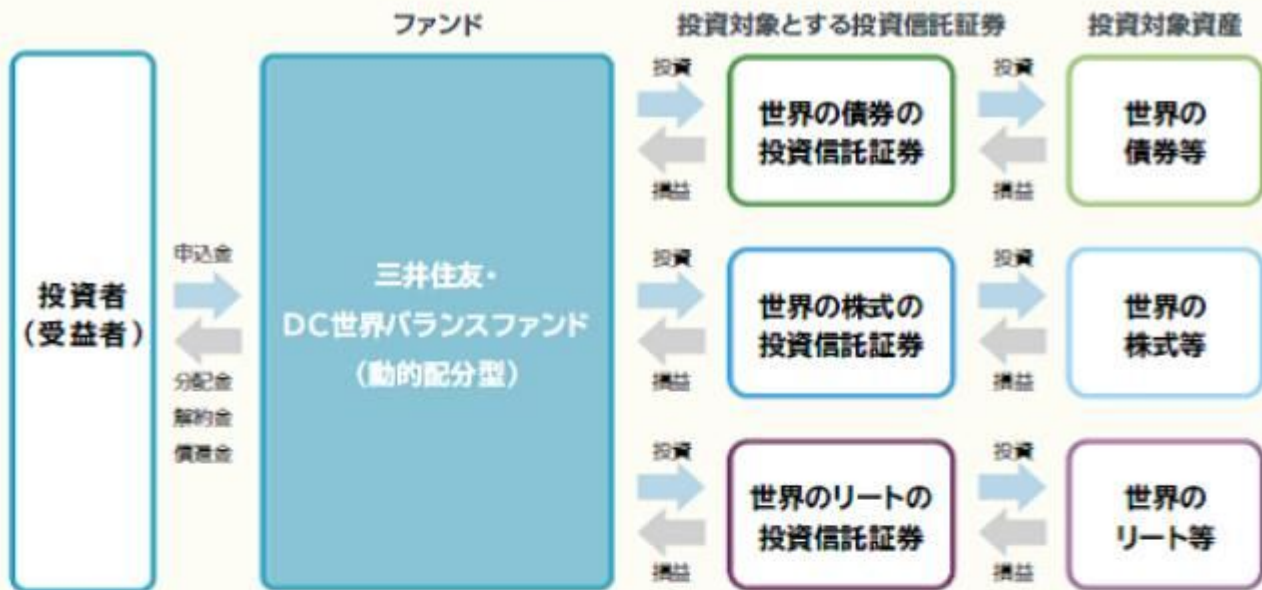 ファンド
投資対象とする投資信託証券
投資対象資産
投資者
（受益者）
申込金
分配金
解約金
償還金
三井住友・
DC世界バランスファンド
（動的配分型）
投資
損益
世界の債券の
投資信託証券
投資
損益
世界の
債券等
投資
損益
世界の株式の
投資信託証券
投資
損益
世界の
株式等
投資
損益
世界のリートの
投資信託証券
投資
損益
世界の
リート等